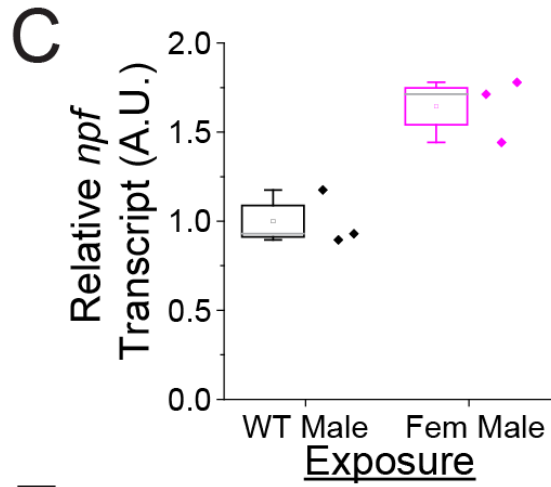 C
Relative npf
Transcript (A.U.)
2.0
1.5
1.0
0.5
0.0
WT Male Fem Male
Exposure